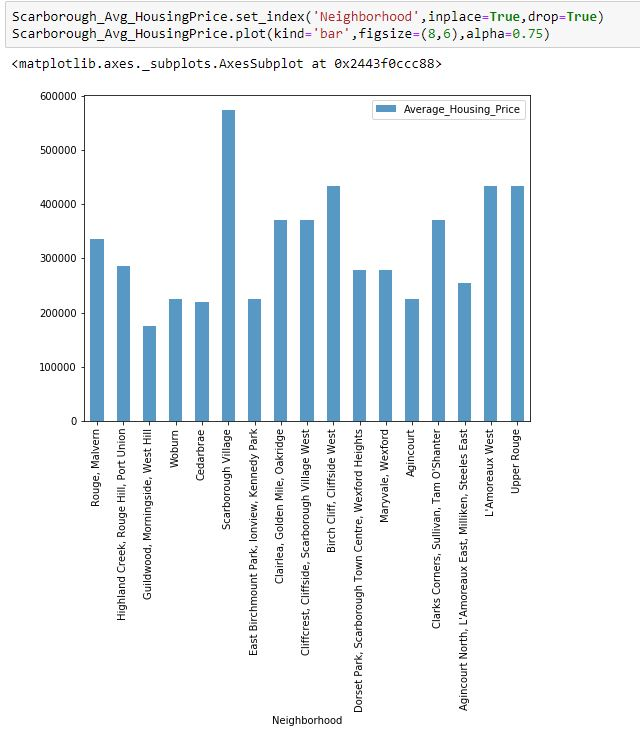 Scarborough_Avg_HousingPrice.set_index('Neighborhood',inplace=True,drop=True)
Scarborough_Avg_HousingPrice.plot(kind='bar',figsize=(8,6),alpha=0.75)
<matplotlib.axes._subplots.AxesSubplot at 0x2443f0ccc88>
Average_Housing_Price
600000
500000
400000
300000
200000
100000
0
Rouge, Malvern
Highland Creek, Rouge Hill, Port Union
Guildwood, Morningside, West Hill
Woburn
Cedarbrae
Scarborough Village
East Birchmount Park, Ionview, Kennedy Park
Clairlea, Golden Mile, Oakridge
Cliffcrest, Cliffside, Scarborough Village West
Birch Cliff, Cliffside West
Dorset Park, Scarborough Town Centre, Wexford Heights
Maryvale, Wexford
Agincourt
Clarks Corners, Sullivan, Tam O'Shanter
Agincourt North, L'Amoreaux East, Milliken, Steeles East
L'Amoreaux West
Upper Rouge
Neighborhood